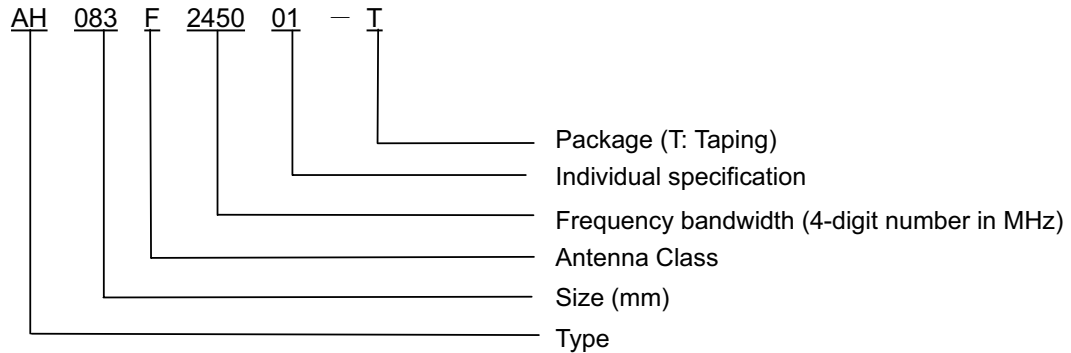 AH 083 F 2450 01 － T
Package (T: Taping)
Individual specification
Frequency bandwidth (4-digit number in MHz)
Antenna Class
Size (mm)
Type